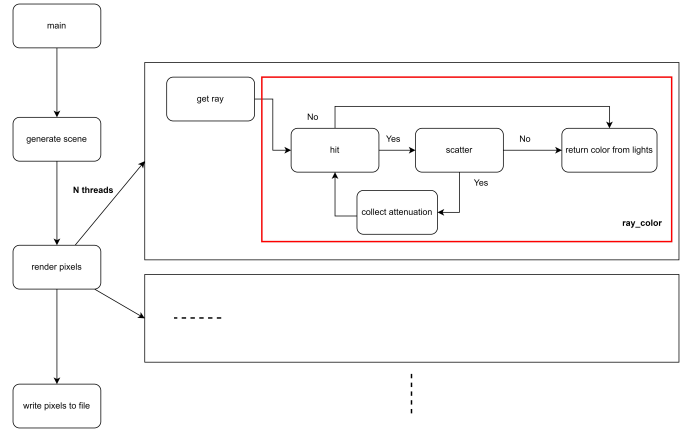 main
get ray
No
generate scene
hit
Yes
scatter
No
return color from lights
Yes
N threads
collect attenuation
ray_color
render pixels
write pixels to file